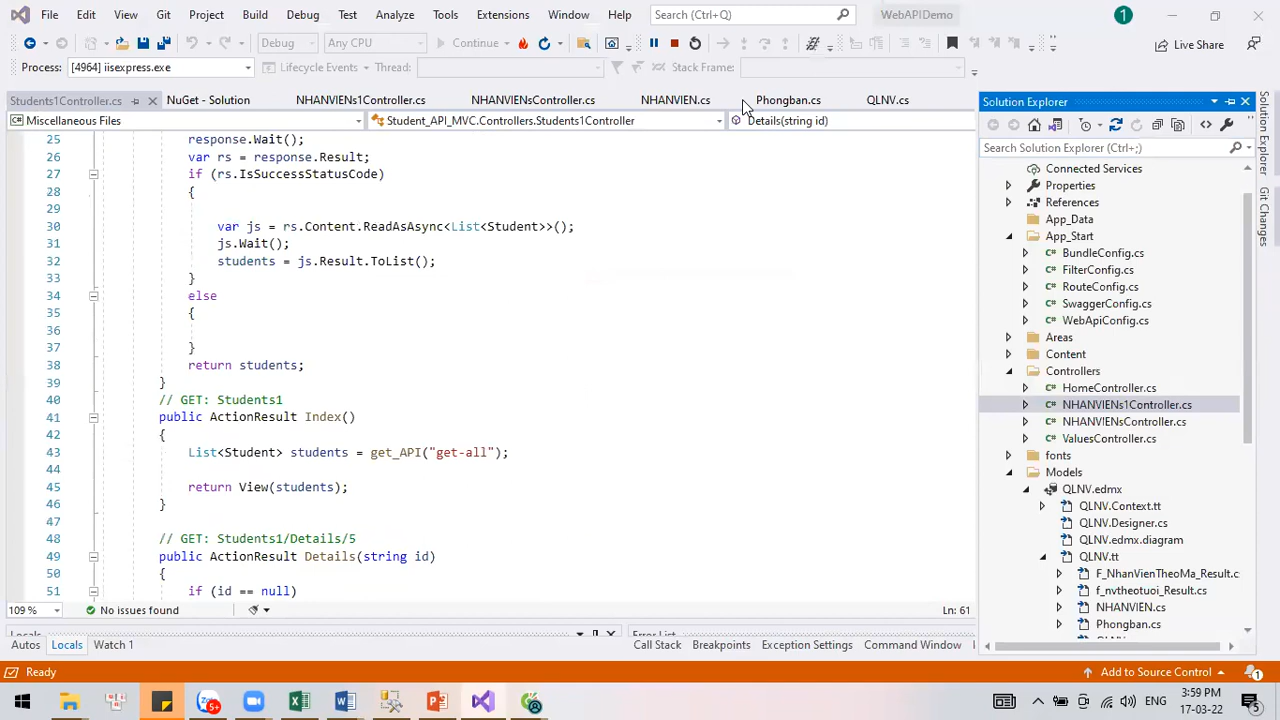 File Edit View Git Project Build Debug Test Analyze Tools Extensions Window Help Search (Ctrl+Q) WebAPIDemo 1
Debug Any CPU Continue Live Share
Process: [4964] iisexpress.exe Lifecycle Events Thread: Stack Frame:
Students1Controller.cs NuGet - Solution NHANVIENs1Controller.cs NHANVIENsController.cs NHANVIEN.cs Phongban.cs QLNV.cs
Miscellaneous Files Student_API_MVC.Controllers.Students1Controller Details(string id)
25 response.Wait();
26 var rs = response.Result;
27 if (rs.IsSuccessStatusCode)
28 {
29
30 var js = rs.Content.ReadAsAsync<List<Student>>();
31 js.Wait();
32 students = js.Result.ToList();
33 }
34 else
35 {
36
37 }
38 return students;
39 }
40 // GET: Students1
41 public ActionResult Index()
42 {
43 List<Student> students = get_API("get-all");
44
45 return View(students);
46 }
47
48 // GET: Students1/Details/5
49 public ActionResult Details(string id)
50 {
51 if (id == null)
109 % No issues found Ln: 61
Locals Error List
Autos Locals Watch 1 Call Stack Breakpoints Exception Settings Command Window
Solution Explorer
Search Solution Explorer (Ctrl+;)
Connected Services
Properties
References
App_Data
App_Start
C# BundleConfig.cs
C# FilterConfig.cs
C# RouteConfig.cs
C# SwaggerConfig.cs
C# WebApiConfig.cs
Areas
Content
Controllers
C# HomeController.cs
C# NHANVIENs1Controller.cs
C# NHANVIENsController.cs
C# ValuesController.cs
fonts
Models
QLNV.edmx
QLNV.Context.tt
QLNV.Designer.cs
QLNV.edmx.diagram
QLNV.tt
F_NhanVienTheoMa_Result.c
f_nvtheotuoi_Result.cs
NHANVIEN.cs
Phongban.cs
Solution Explorer
Git Changes
Ready Add to Source Control 1
5+ ENG 3:59 PM
17-03-22 5